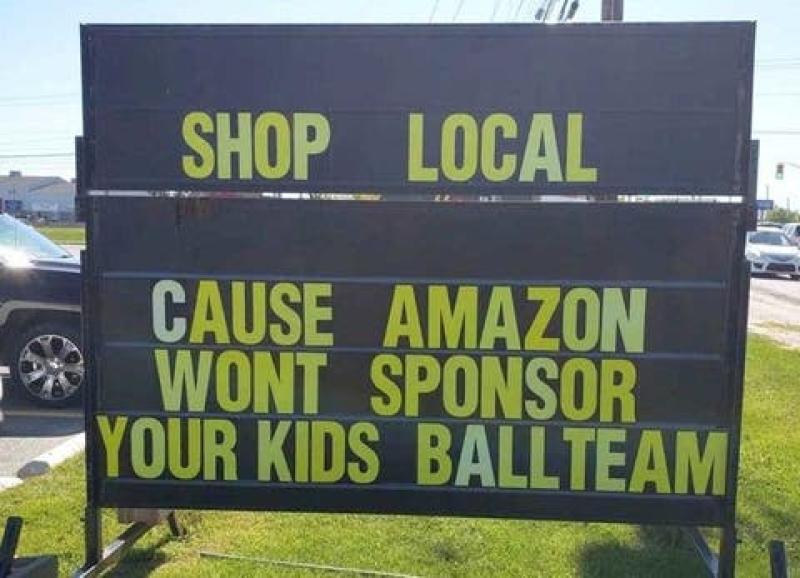 SHOP LOCAL
CAUSE AMAZON
WONT SPONSOR
YOUR KIDS BALLTEAM